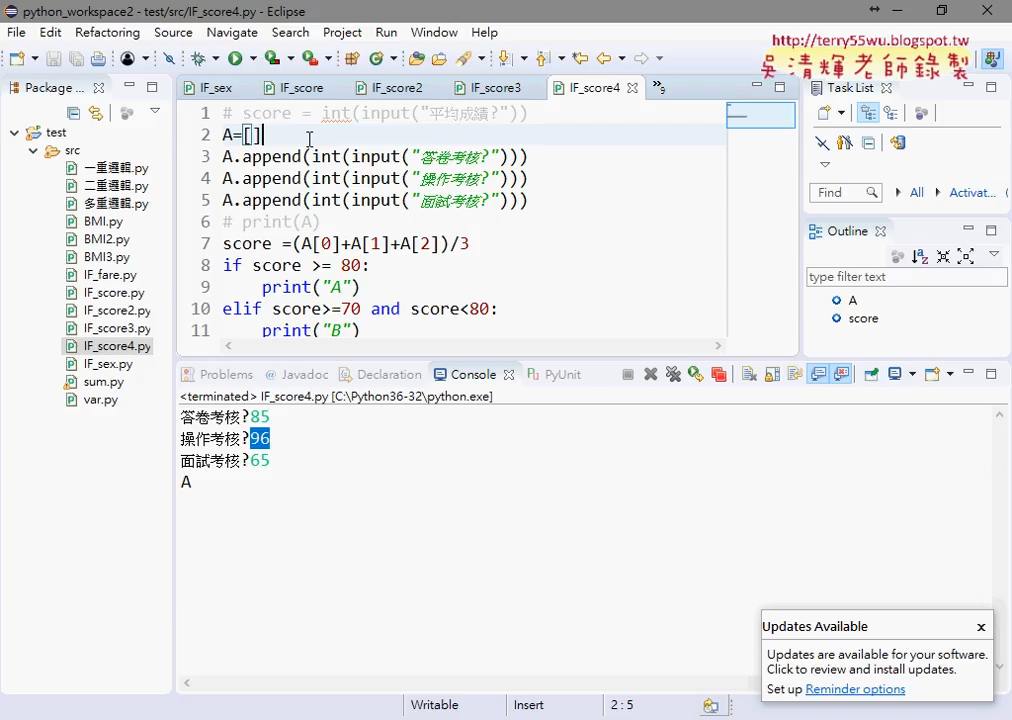 python_workspace2 - test/src/IF_score4.py - Eclipse
File Edit Refactoring Source Navigate Search Project Run Window Help
http://terry55wu.blogspot.tw
吳清輝老師錄製
Package ...
IF_sex IF_score IF_score2 IF_score3 IF_score4 »9
Task List
test
src
一重邏輯.py
二重邏輯.py
多重邏輯.py
BMI.py
BMI2.py
BMI3.py
IF_fare.py
IF_score.py
IF_score2.py
IF_score3.py
IF_score4.py
IF_sex.py
sum.py
var.py
1 # score = int(input("平均成績?"))
2 A=[]
3 A.append(int(input("答卷考核?")))
4 A.append(int(input("操作考核?")))
5 A.append(int(input("面試考核?")))
6 # print(A)
7 score =(A[0]+A[1]+A[2])/3
8 if score >= 80:
9 print("A")
10 elif score>=70 and score<80:
11 print("B")
Find All Activat...
Outline
type filter text
A
score
Problems @ Javadoc Declaration Console PyUnit
<terminated> IF_score4.py [C:\Python36-32\python.exe]
答卷考核?85
操作考核?96
面試考核?65
A
Updates Available x
Updates are available for your software.
Click to review and install updates.
Set up Reminder options
Writable Insert 2 : 5